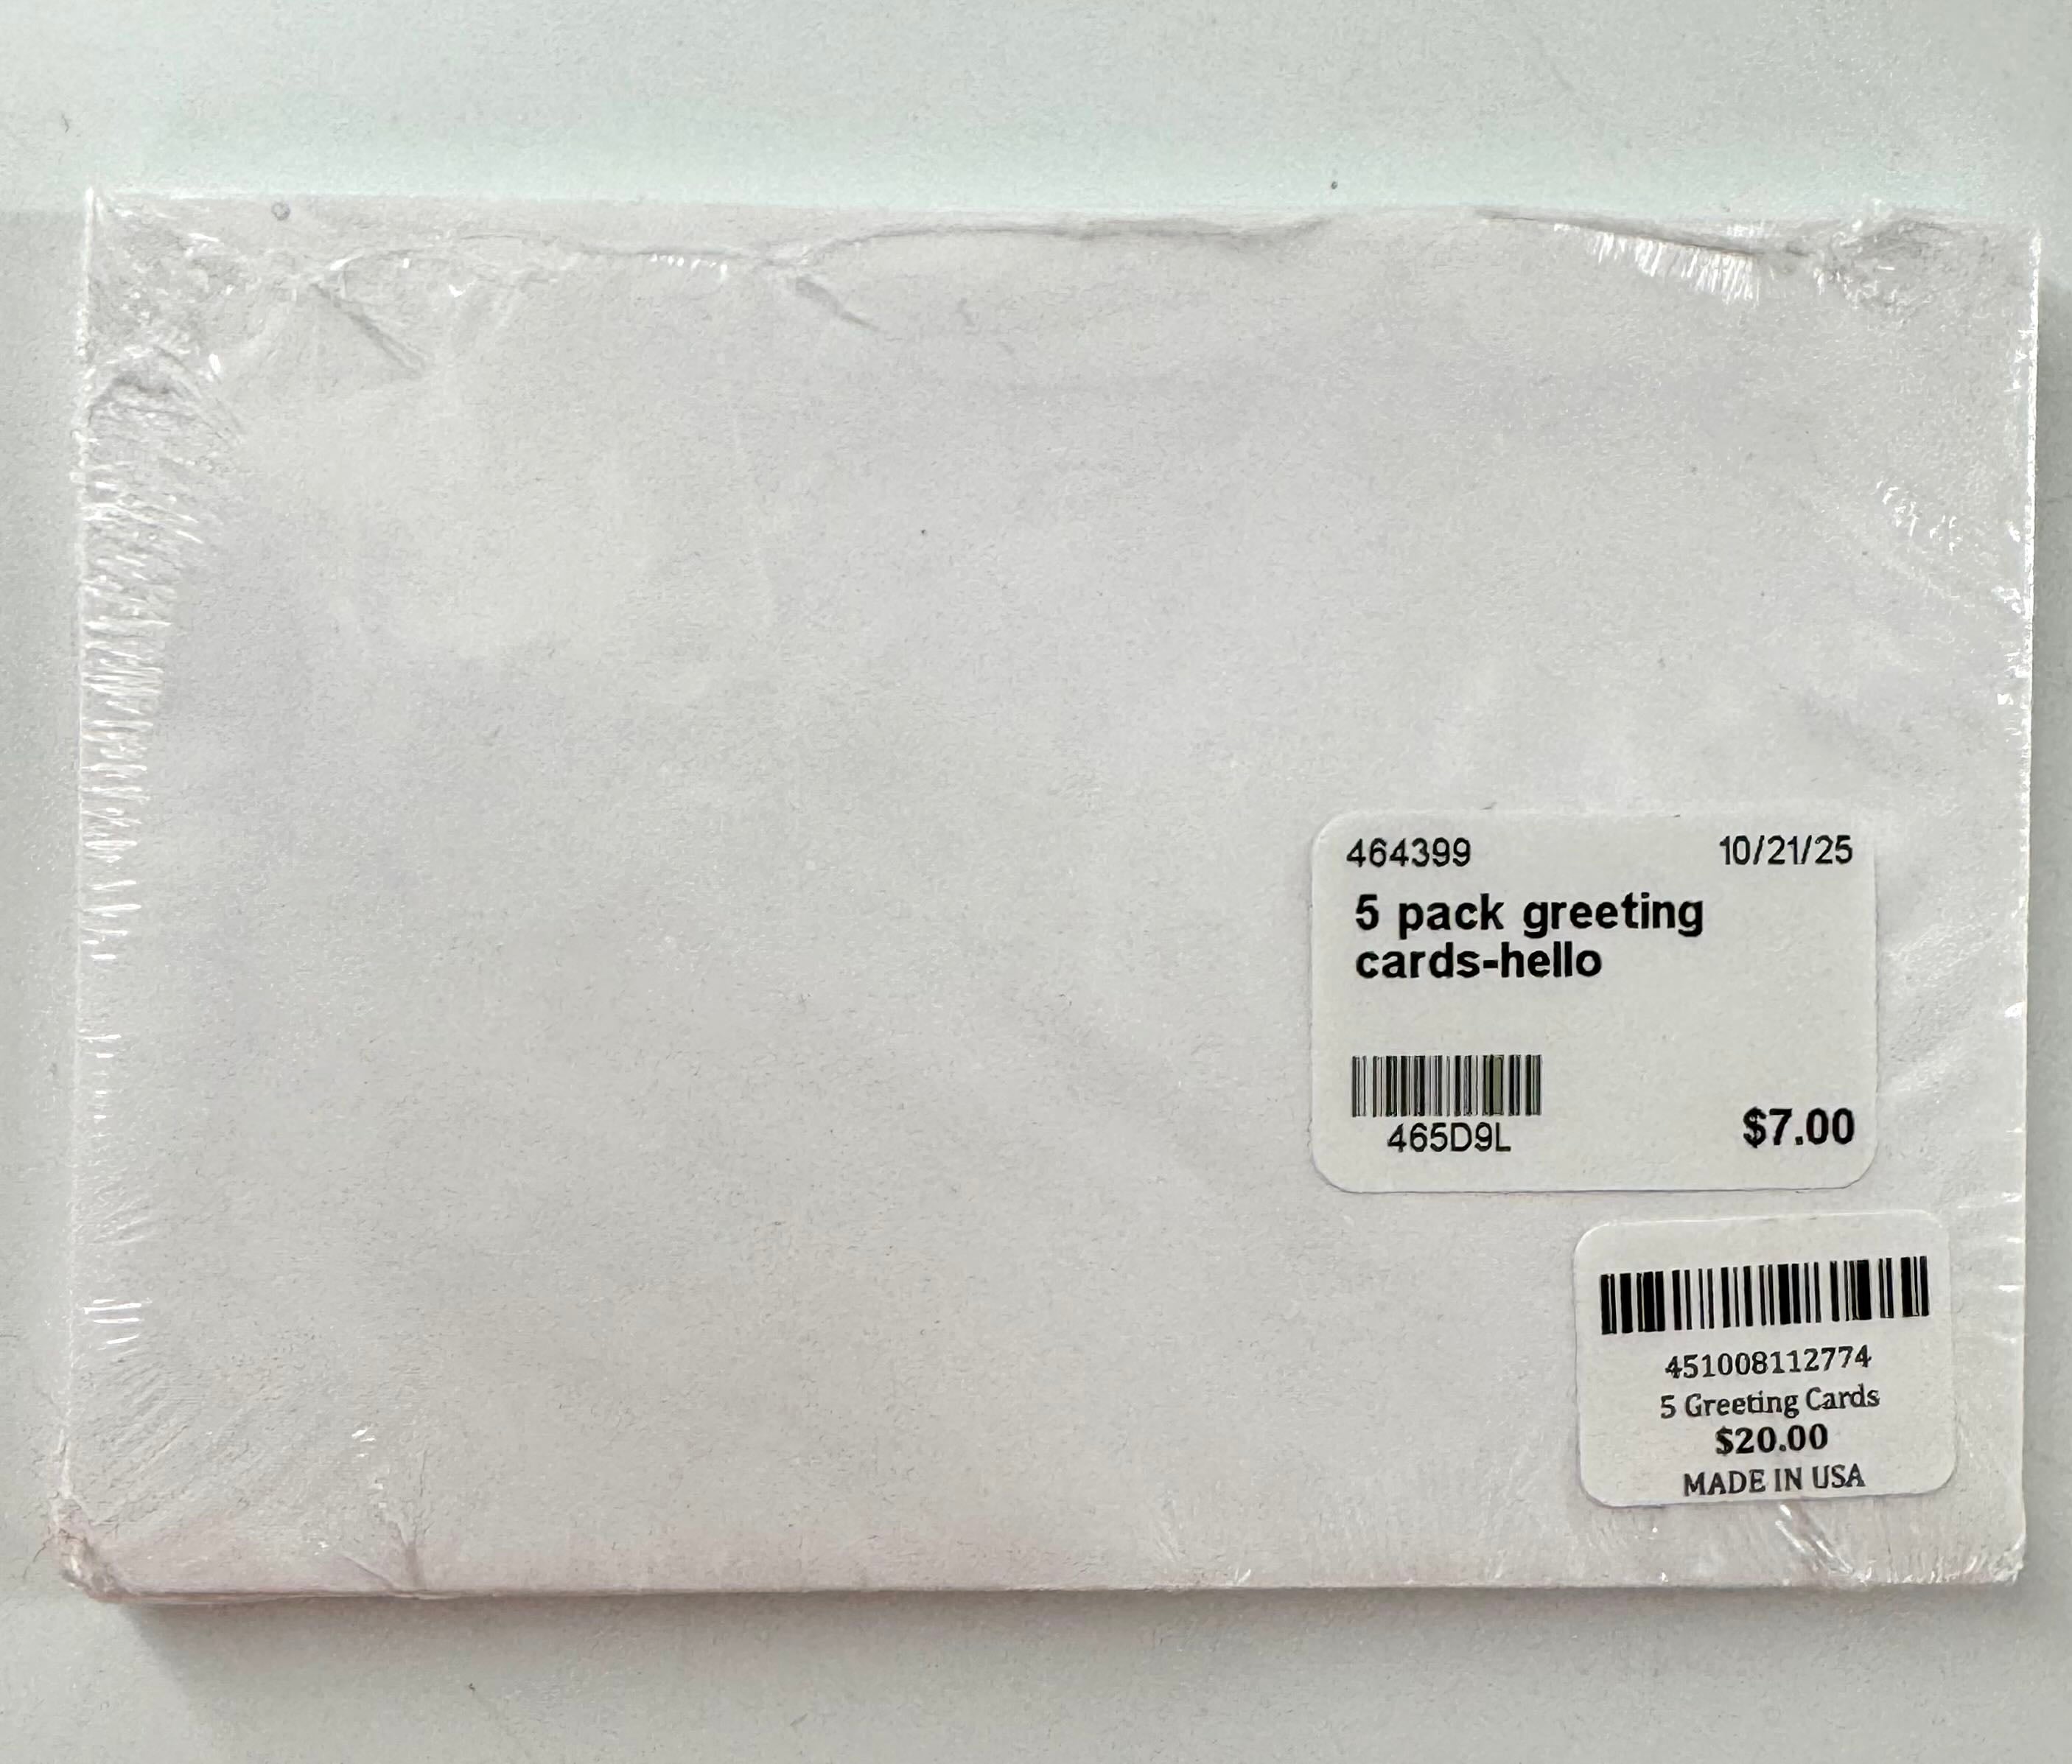 464399 10/21/25
5 pack greeting
cards-hello
465D9L $7.00
451008112774
5 Greeting Cards
$20.00
MADE IN USA